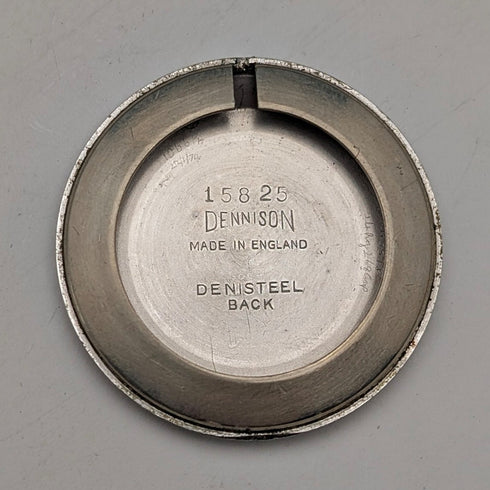 15825
DENNISON
MADE IN ENGLAND
DENISTEEL
BACK